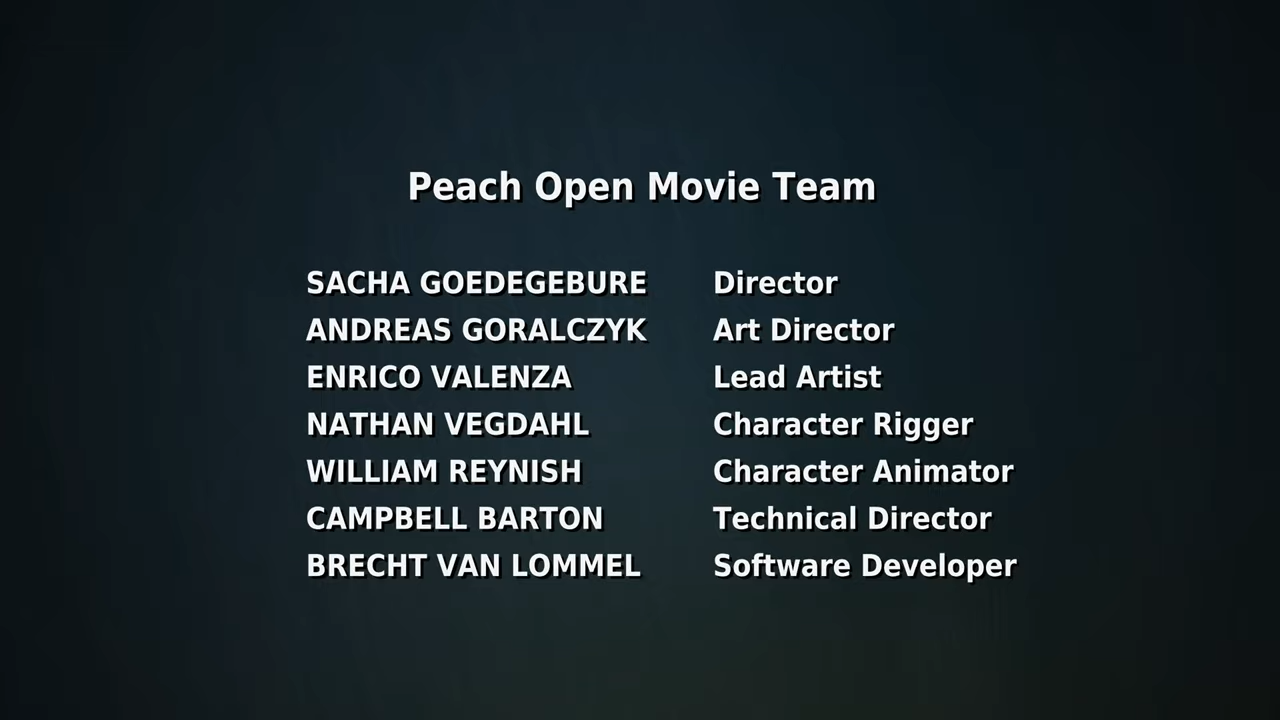 Peach Open Movie Team
SACHA GOEDEGEBURE Director
ANDREAS GORALCZYK Art Director
ENRICO VALENZA Lead Artist
NATHAN VEGDAHL Character Rigger
WILLIAM REYNISH Character Animator
CAMPBELL BARTON Technical Director
BRECHT VAN LOMMEL Software Developer